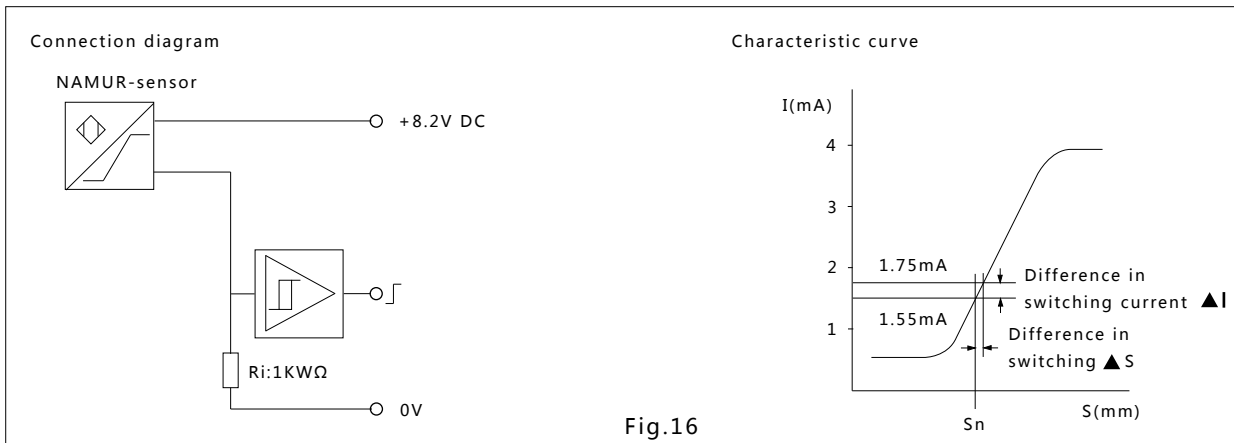 Connection diagram
NAMUR-sensor
+8.2V DC
Ri:1KWΩ
0V
Fig.16
Characteristic curve
I(mA)
4
3
2
1
1.75mA
1.55mA
Difference in
switching current ▲I
Difference in
switching ▲S
Sn
S(mm)